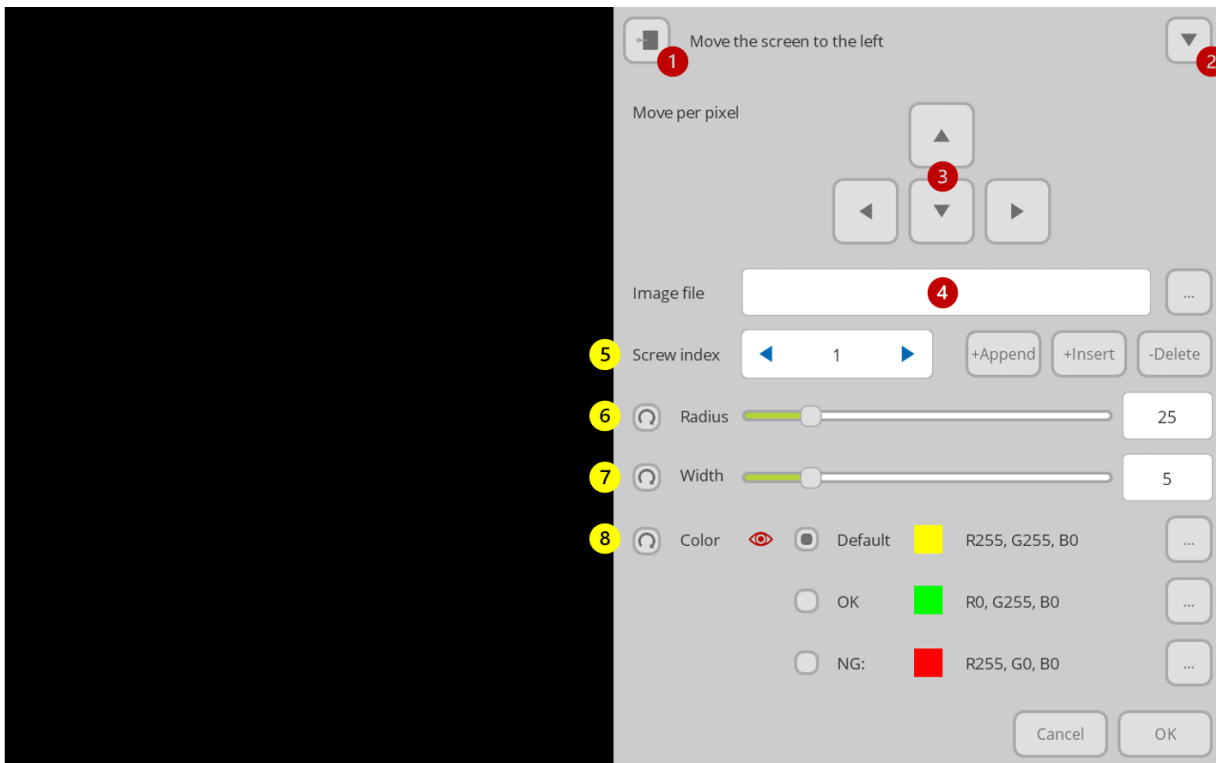 Move the screen to the left
1
2
Move per pixel
3
Image file
4
...
5
Screw index
1
+Append
+Insert
-Delete
6
Radius
25
7
Width
5
8
Color
Default
R255, G255, B0
...
OK
R0, G255, B0
...
NG:
R255, G0, B0
...
Cancel
OK